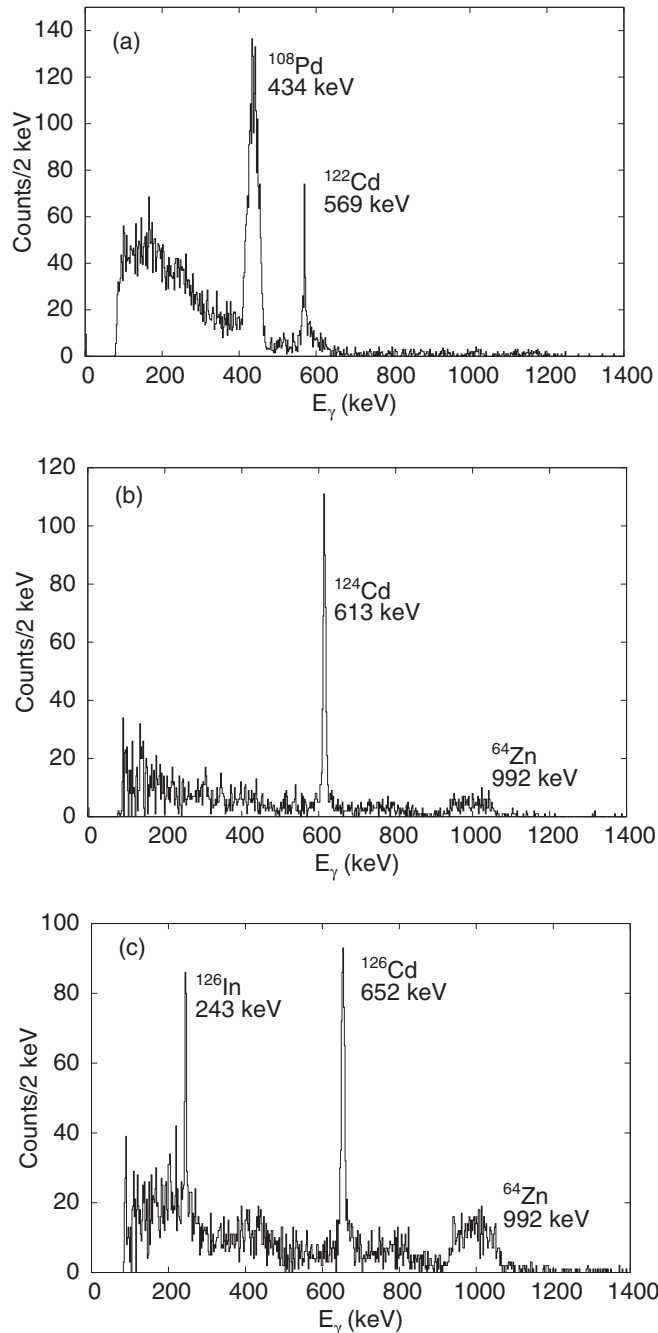 (a)
140
120
100
80
60
40
20
0
Counts/2 keV
¹⁰⁸Pd
434 keV
¹²²Cd
569 keV
0 200 400 600 800 1000 1200 1400
Eγ (keV)
(b)
120
100
80
60
40
20
0
Counts/2 keV
¹²⁴Cd
613 keV
⁶⁴Zn
992 keV
0 200 400 600 800 1000 1200 1400
Eγ (keV)
(c)
100
80
60
40
20
0
Counts/2 keV
¹²⁶In
243 keV
¹²⁶Cd
652 keV
⁶⁴Zn
992 keV
0 200 400 600 800 1000 1200 1400
Eγ (keV)